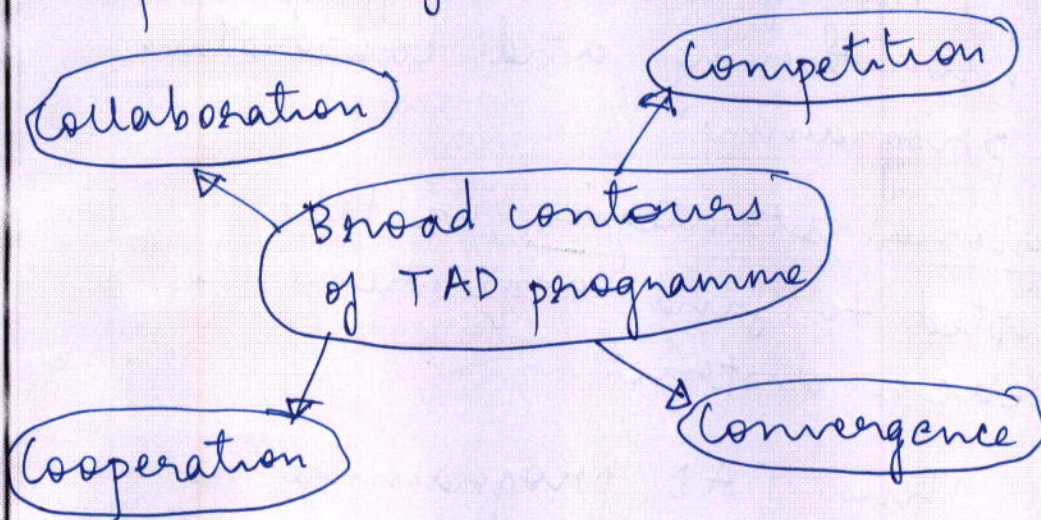 Competition
Collaboration
Broad contours
of TAD programme
Cooperation
Convergence